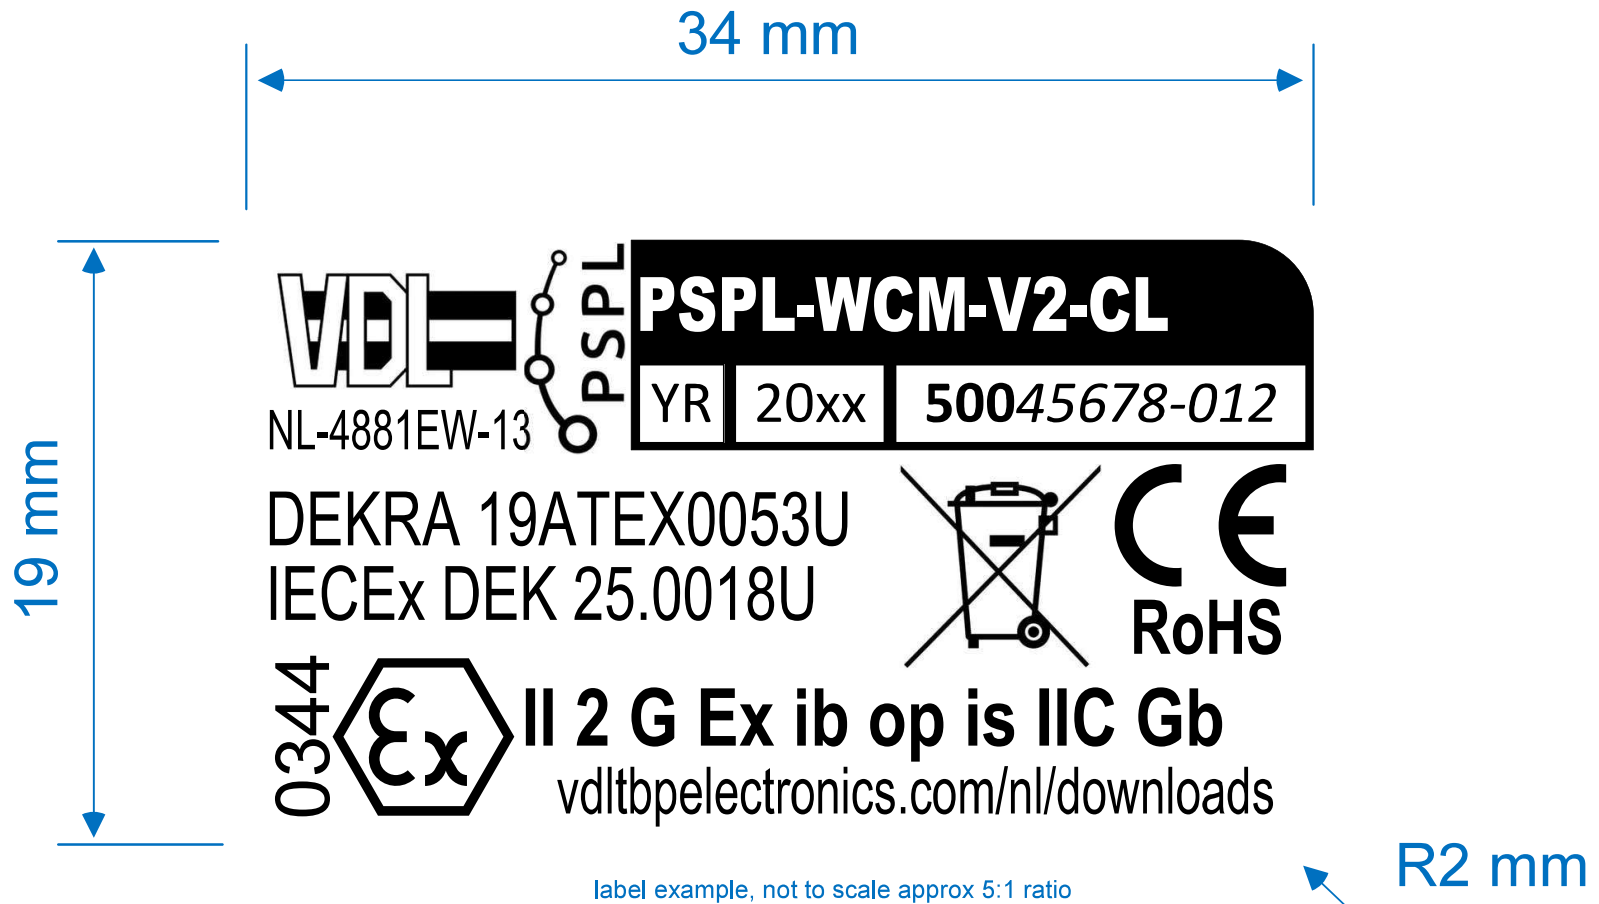 34 mm
19 mm
VDL
PSPL
PSPL-WCM-V2-CL
YR 20xx 50045678-012
NL-4881EW-13
DEKRA 19ATEX0053U
IECEx DEK 25.0018U
CE
RoHS
0344
Ex
II 2 G Ex ib op is IIC Gb
vdltbpelectronics.com/nl/downloads
R2 mm
label example, not to scale approx 5:1 ratio